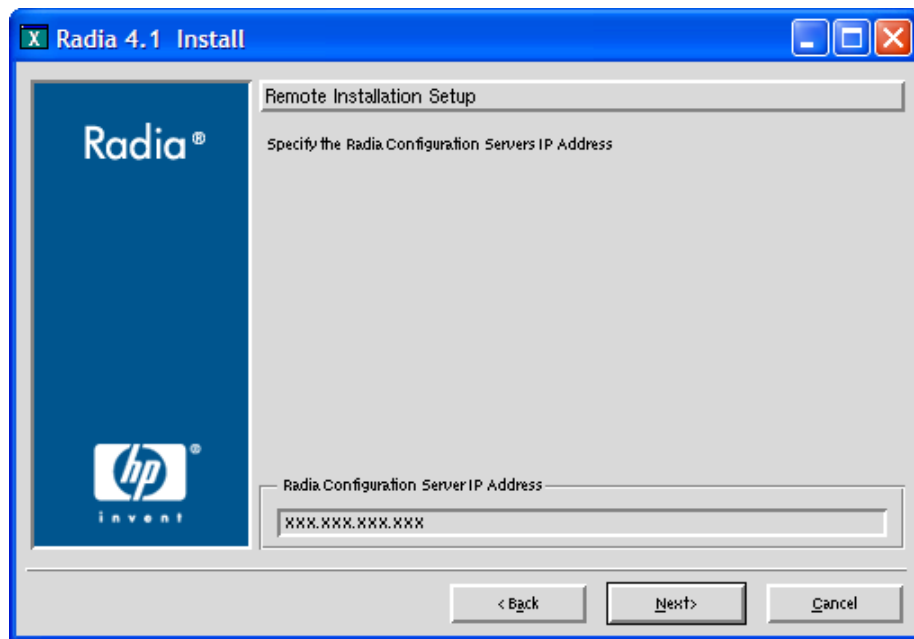 X Radia 4.1 Install
Radia®
Remote Installation Setup
Specify the Radia Configuration Servers IP Address
hp®
invent
Radia Configuration Server IP Address
XXX.XXX.XXX.XXX
< Back
Next>
Cancel